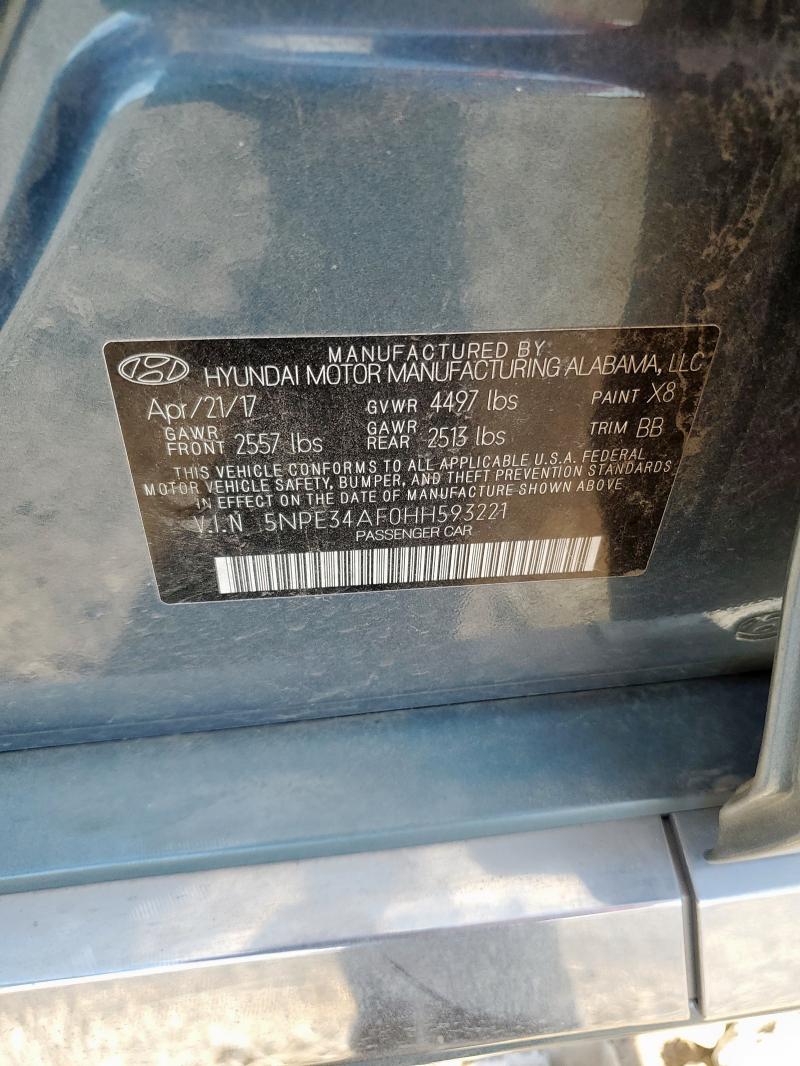 MANUFACTURED BY
HYUNDAI MOTOR MANUFACTURING ALABAMA, LLC
Apr/21/17 GVWR 4497 lbs PAINT X8
GAWR FRONT 2557 lbs GAWR REAR 2513 lbs TRIM BB
THIS VEHICLE CONFORMS TO ALL APPLICABLE U.S.A. FEDERAL
MOTOR VEHICLE SAFETY, BUMPER, AND THEFT PREVENTION STANDARDS
IN EFFECT ON THE DATE OF MANUFACTURE SHOWN ABOVE
V.I.N 5NPE34AF0HH593221
PASSENGER CAR